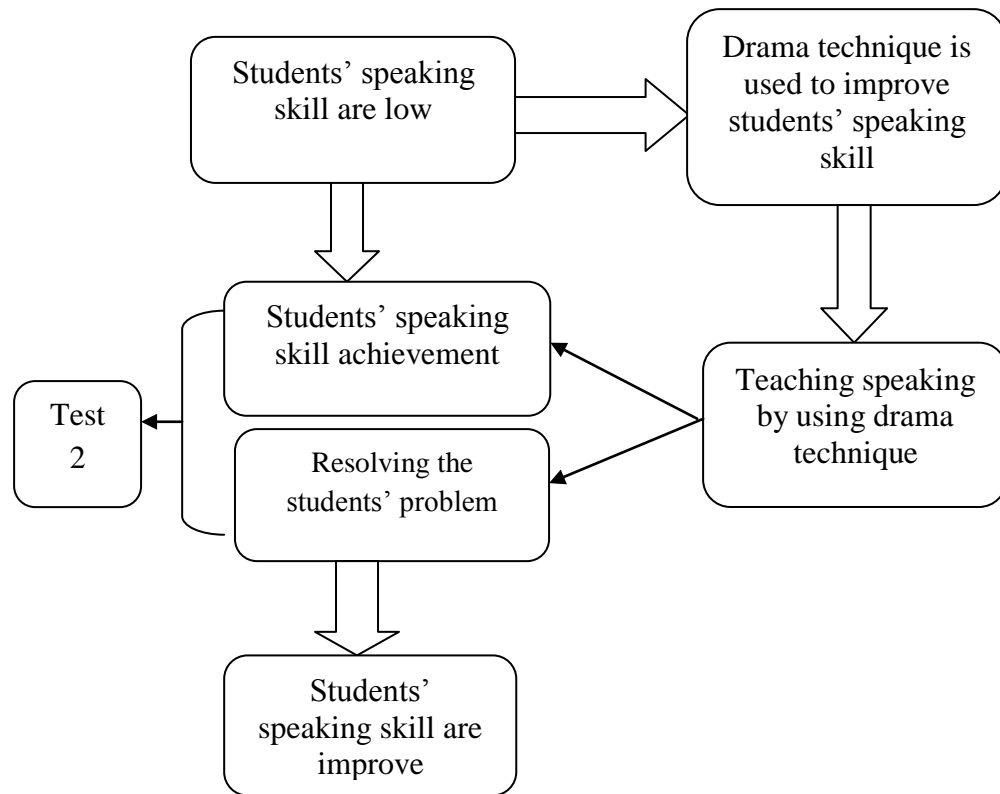 Students’ speaking
skill are low
Drama technique is
used to improve
students’ speaking
skill
Students’ speaking
skill achievement
Teaching speaking
by using drama
technique
Test
2
Resolving the
students’ problem
Students’
speaking skill are
improve